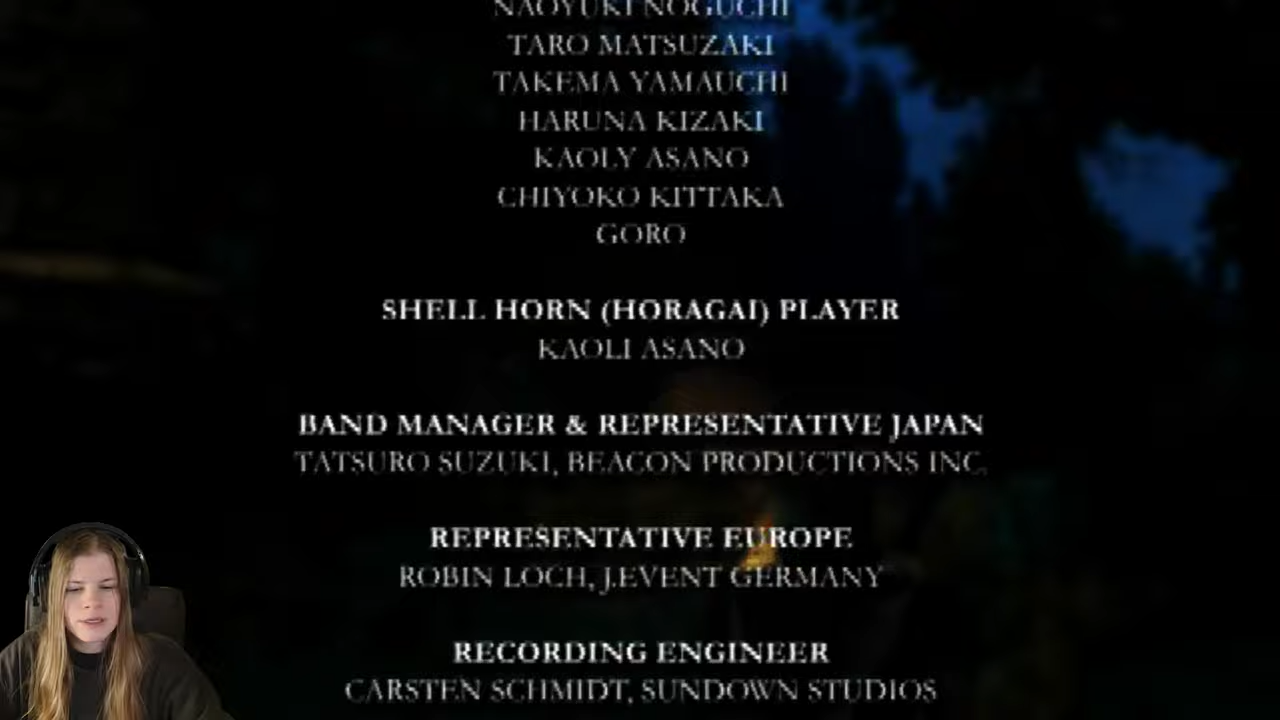 NAOYUKI NOGUCHI
TARO MATSUZAKI
TAKEMA YAMAUCHI
HARUNA KIZAKI
KAOLY ASANO
CHIYOKO KITTAKA
GORO
SHELL HORN (HORAGAI) PLAYER
KAOLI ASANO
BAND MANAGER & REPRESENTATIVE JAPAN
TATSURO SUZUKI, BEACON PRODUCTIONS INC.
REPRESENTATIVE EUROPE
ROBIN LOCH, J.EVENT GERMANY
RECORDING ENGINEER
CARSTEN SCHMIDT, SUNDOWN STUDIOS